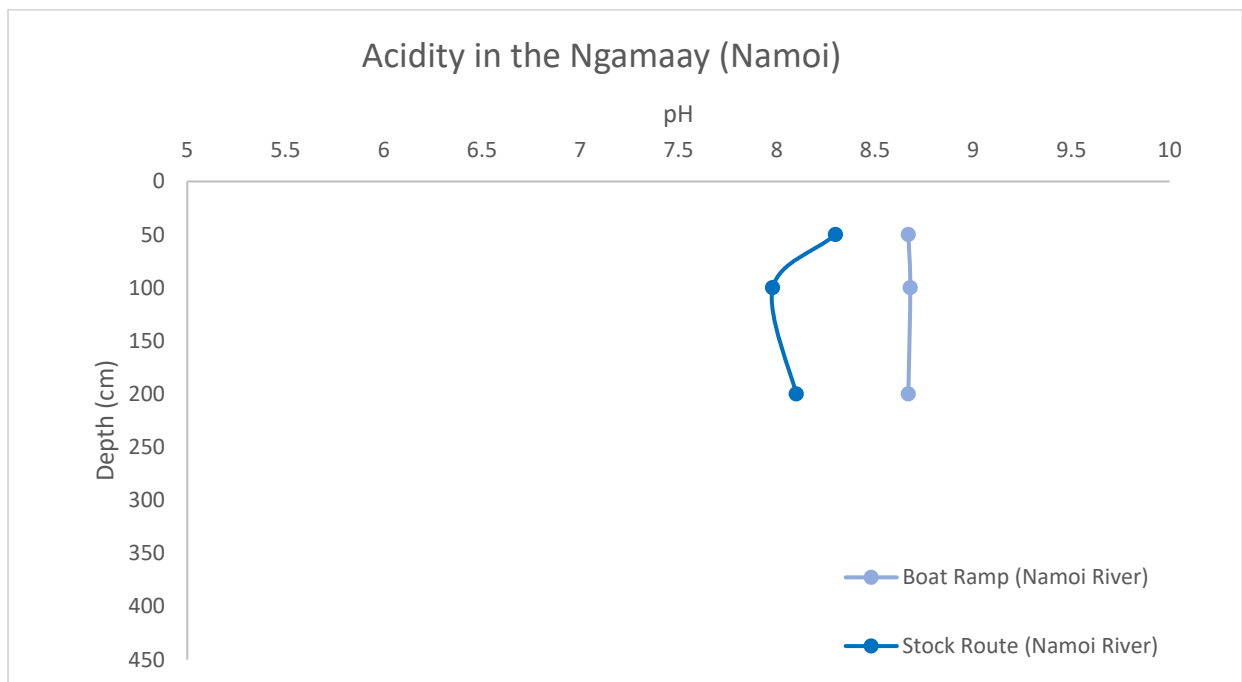 Acidity in the Ngamaay (Namoi)
pH
5 5.5 6 6.5 7 7.5 8 8.5 9 9.5 10
0
50
100
150
200
250
300
350
400
450
Depth (cm)
Boat Ramp (Namoi River)
Stock Route (Namoi River)